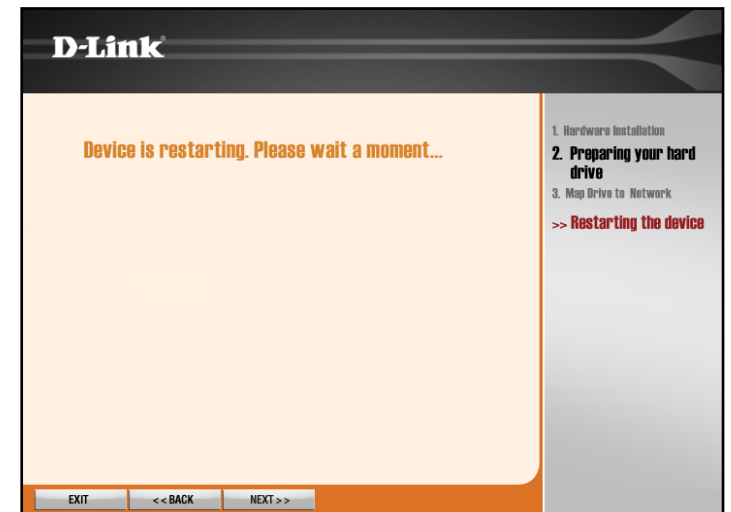 D-Link
Device is restarting. Please wait a moment...
1. Hardware Installation
2. Preparing your hard
drive
3. Map Drive to Network
>> Restarting the device
EXIT
<< BACK
NEXT >>